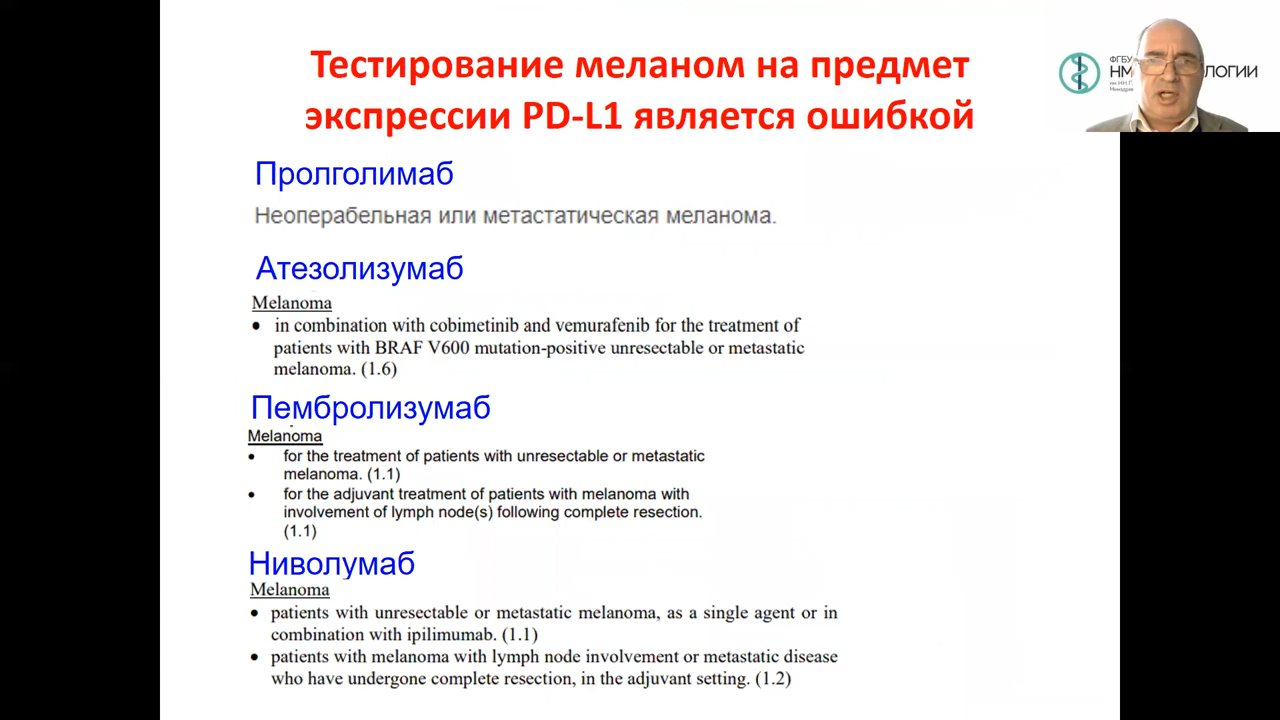 Тестирование меланом на предмет
экспрессии PD-L1 является ошибкой
ФГБУ
НМ
ОЛОГИИ
Пролголимаб
Неоперабельная или метастатическая меланома.
Атезолизумаб
Melanoma
• in combination with cobimetinib and vemurafenib for the treatment of
patients with BRAF V600 mutation-positive unresectable or metastatic
melanoma. (1.6)
Пембролизумаб
Melanoma
• for the treatment of patients with unresectable or metastatic
melanoma. (1.1)
• for the adjuvant treatment of patients with melanoma with
involvement of lymph node(s) following complete resection.
(1.1)
Ниволумаб
Melanoma
• patients with unresectable or metastatic melanoma, as a single agent or in
combination with ipilimumab. (1.1)
• patients with melanoma with lymph node involvement or metastatic disease
who have undergone complete resection, in the adjuvant setting. (1.2)